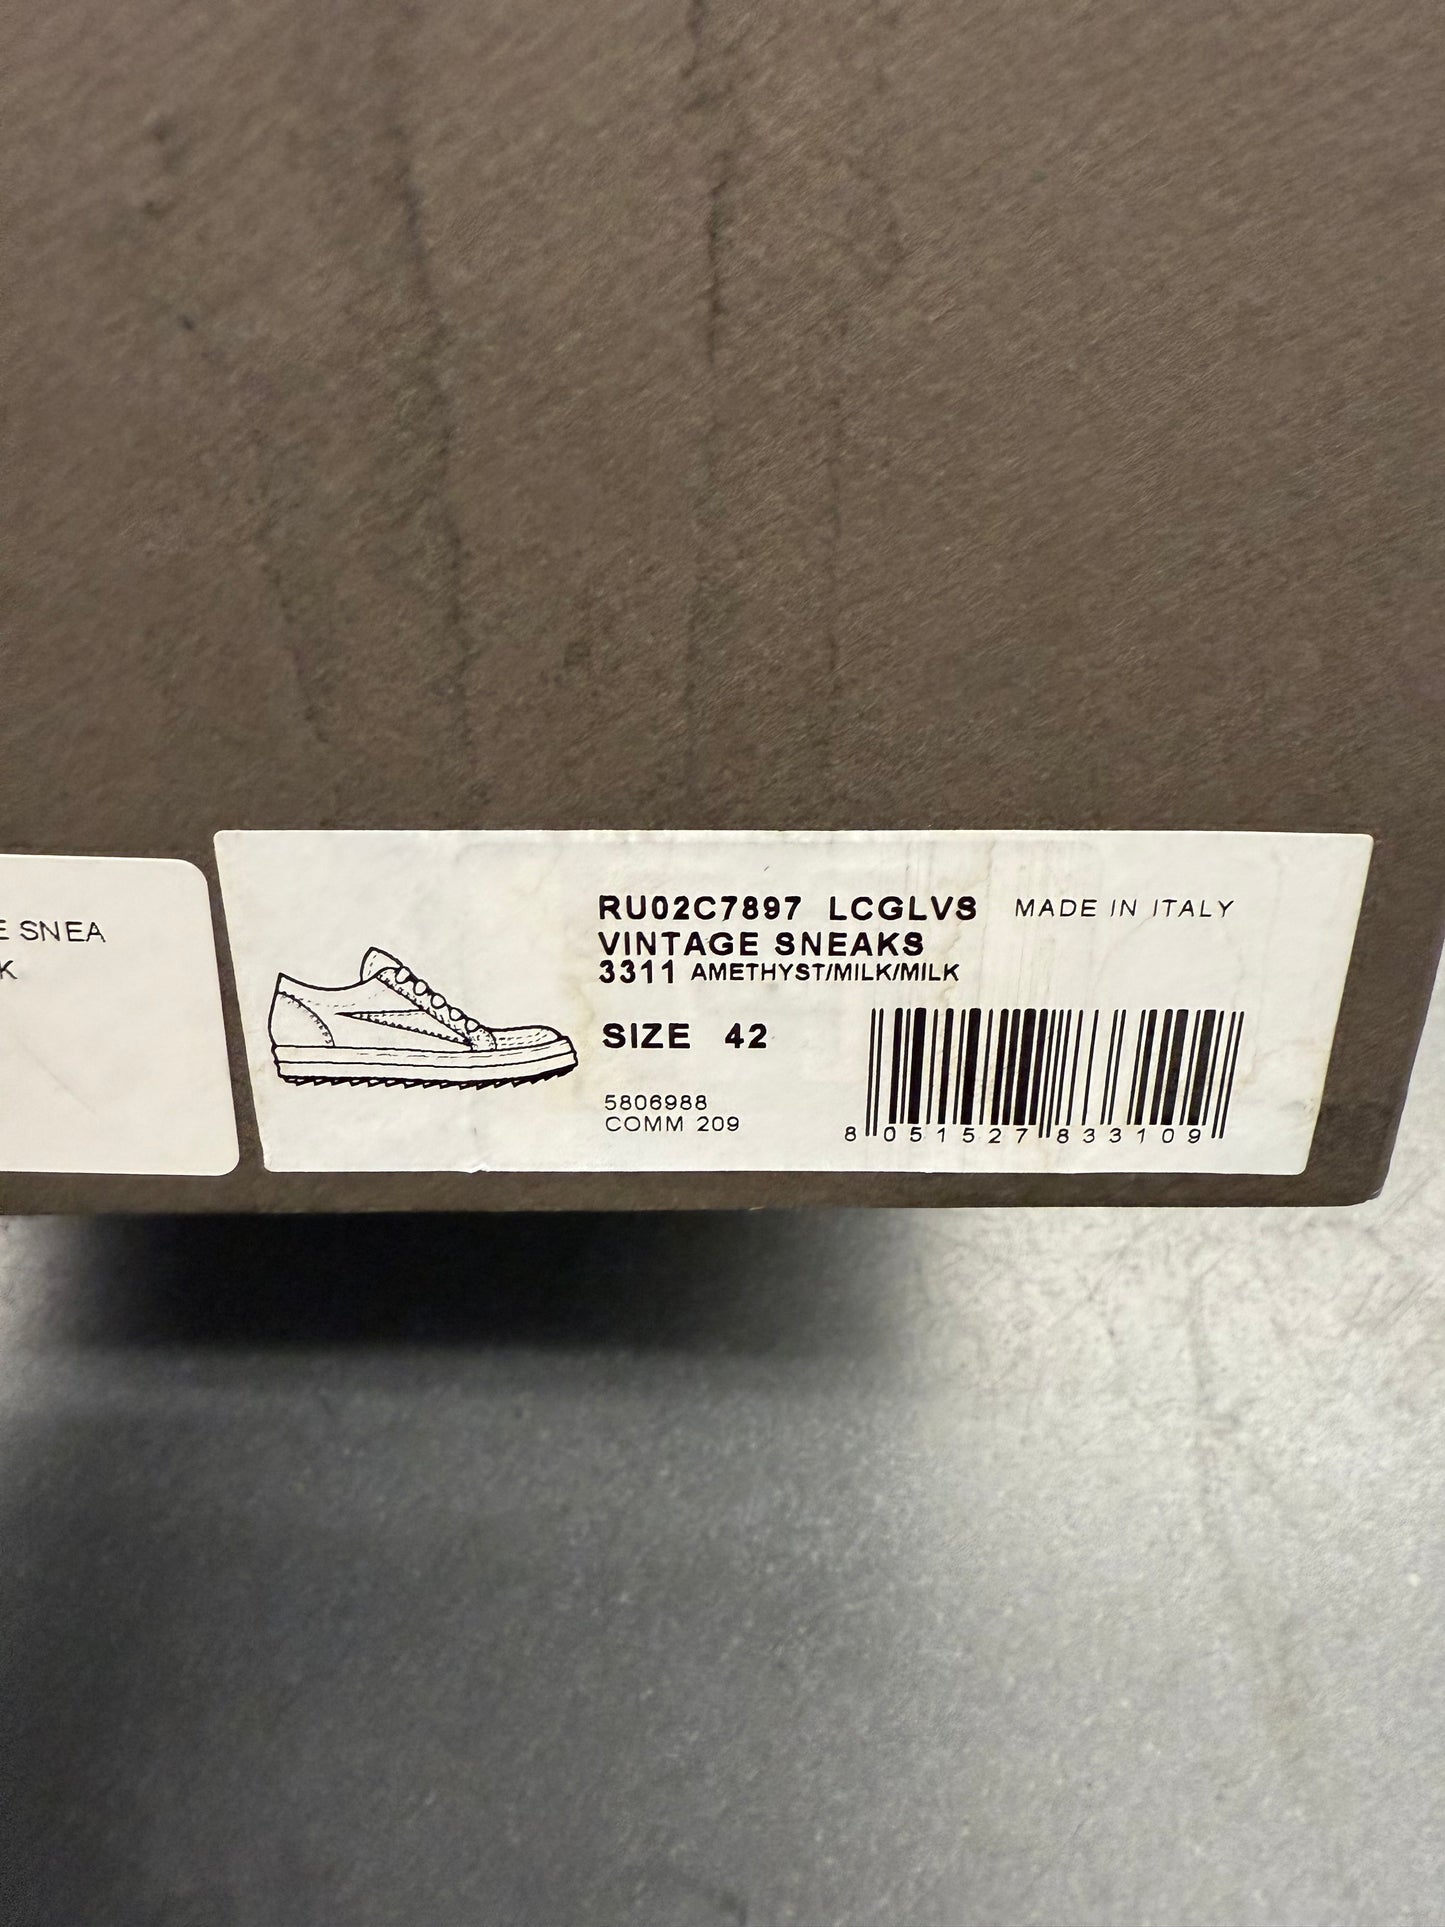 E SNEA
K
RU02C7897 LCGLVS MADE IN ITALY
VINTAGE SNEAKS
3311 AMETHYST/MILK/MILK
SIZE 42
5806988
COMM 209
8 051527 833109